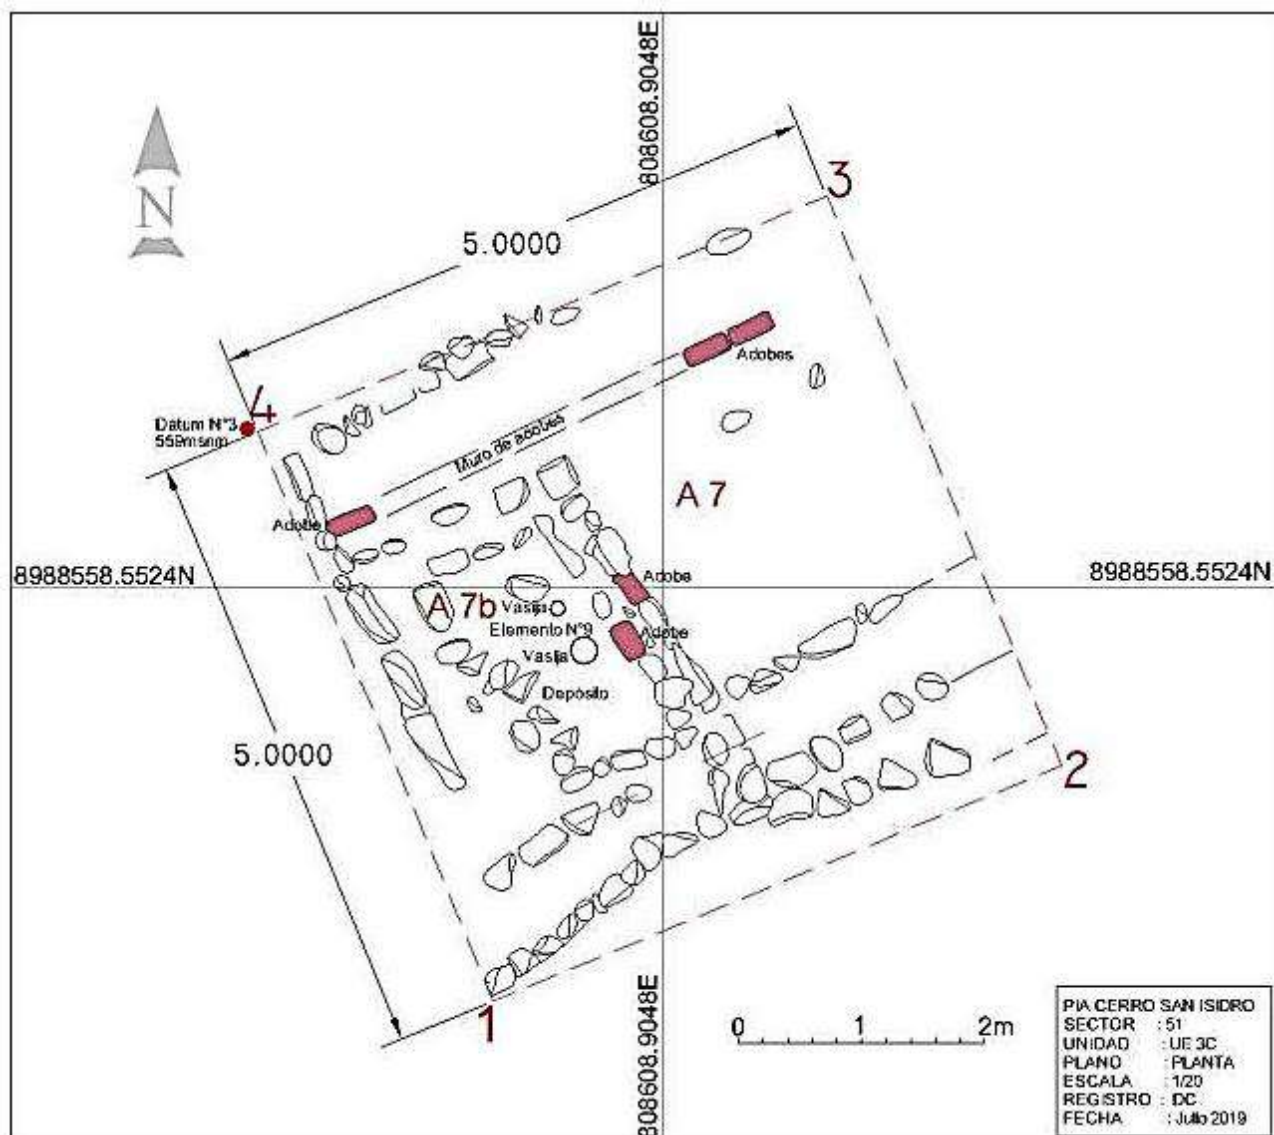 808608.9048E
N
3
5.0000
4
Datum N°3
559msnm
Adobes
Muro de adobes
Adobe
A 7
8988558.5524N
8988558.5524N
Adobe
A 7b
Vasija
Elemento N°9
Adobe
Vasija
Depósito
5.0000
2
1
808608.9048E
0 1 2m
PIA CERRO SAN ISIDRO
SECTOR : 51
UNIDAD : UE 3C
PLANO : PLANTA
ESCALA : 1/20
REGISTRO : DC
FECHA : Julio 2019